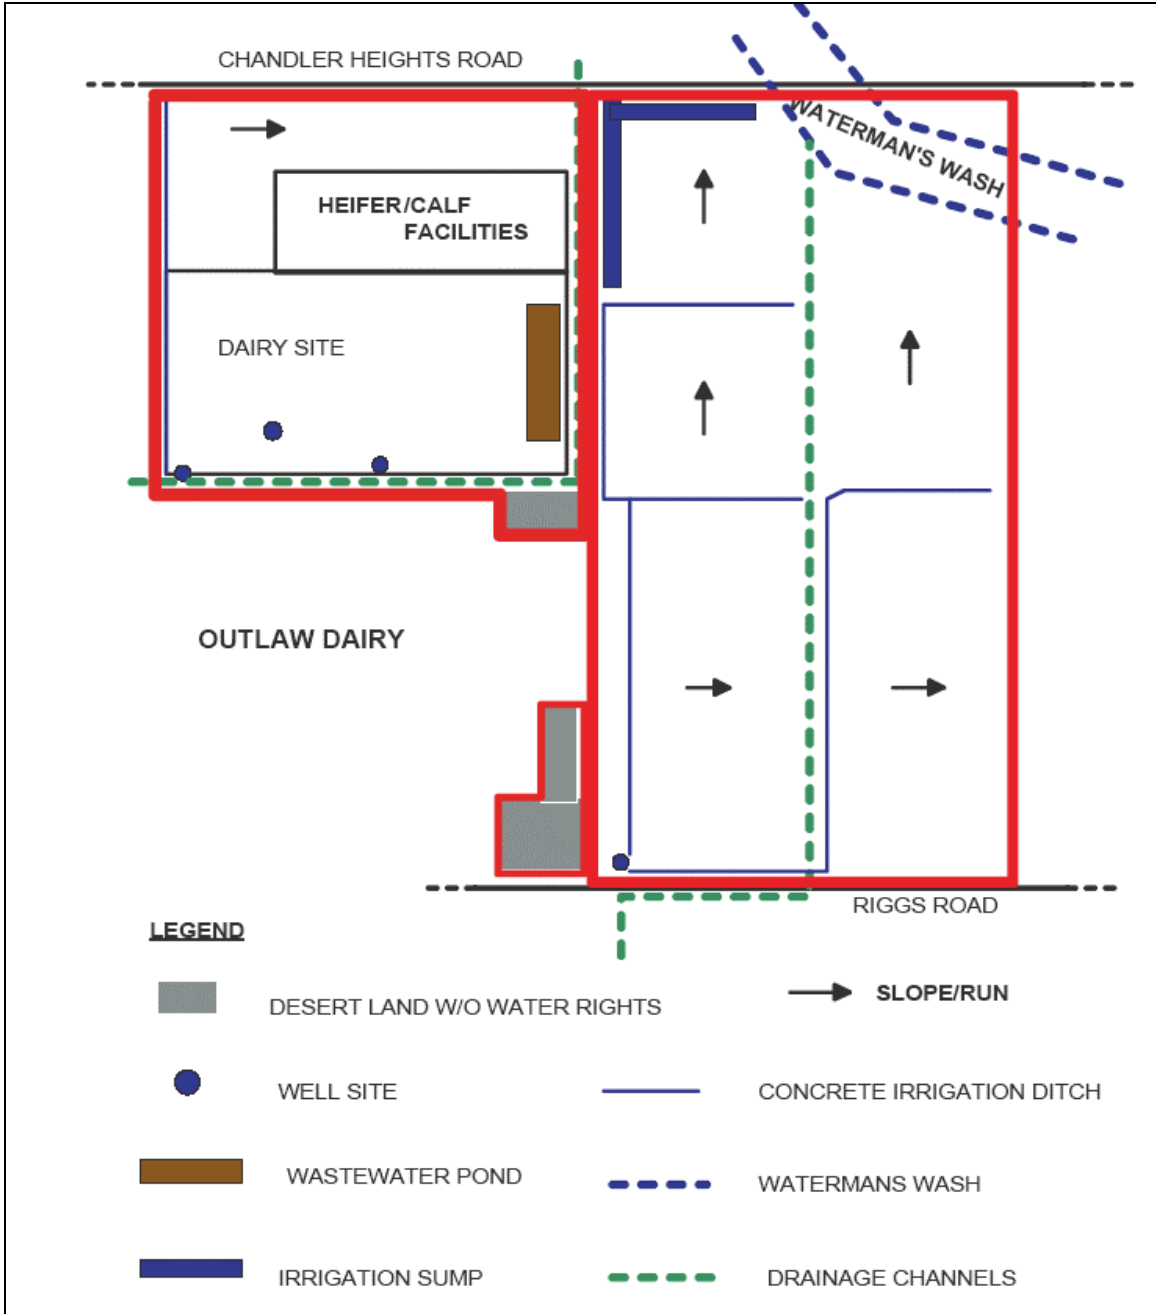 CHANDLER HEIGHTS ROAD
WATERMAN'S WASH
HEIFER/CALF
FACILITIES
DAIRY SITE
OUTLAW DAIRY
RIGGS ROAD
LEGEND
DESERT LAND W/O WATER RIGHTS
SLOPE/RUN
WELL SITE
CONCRETE IRRIGATION DITCH
WASTEWATER POND
WATERMANS WASH
IRRIGATION SUMP
DRAINAGE CHANNELS